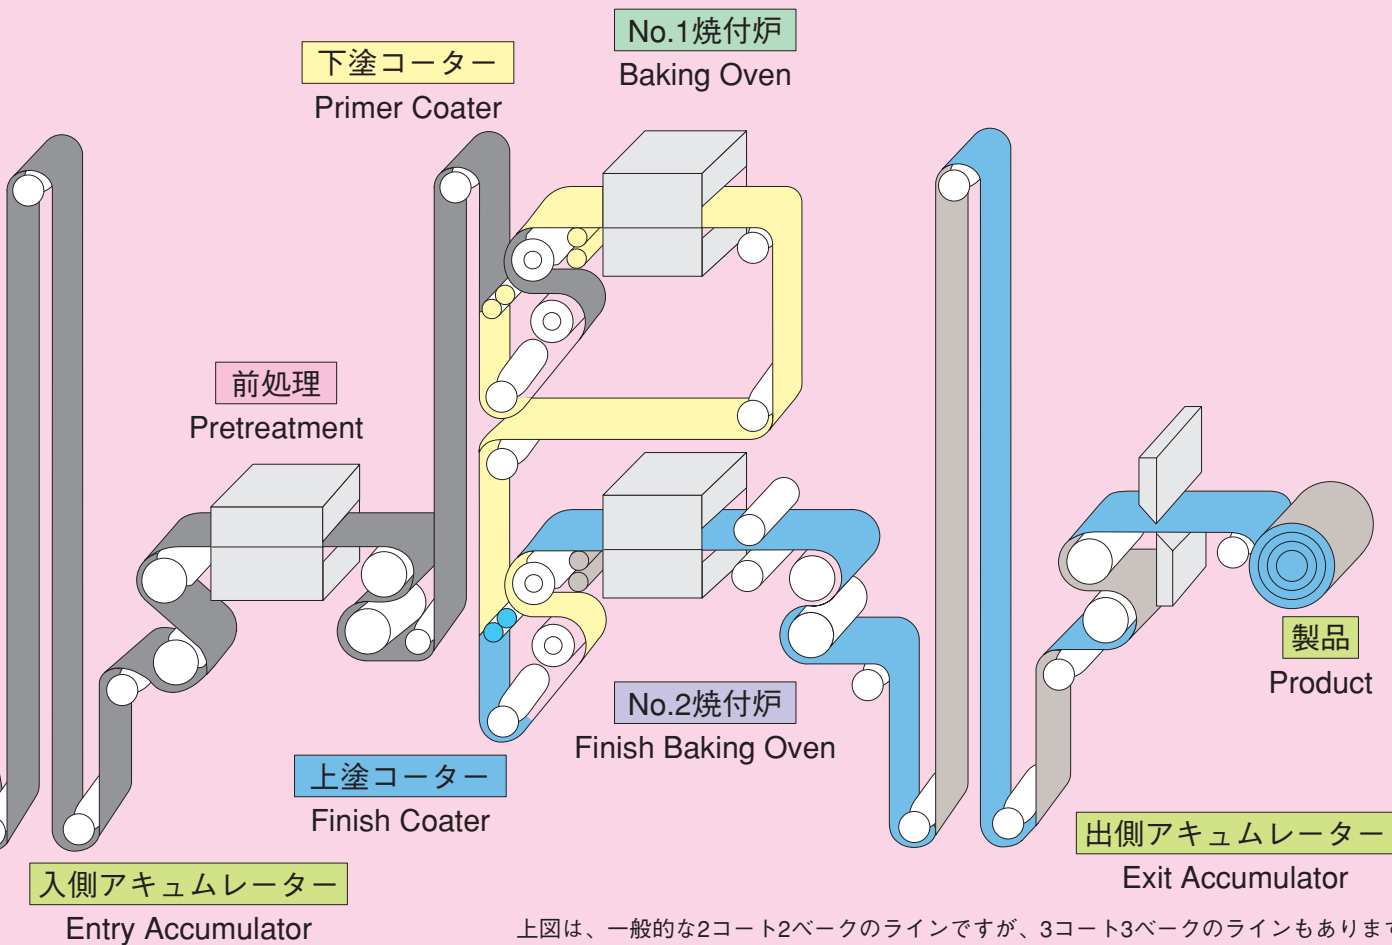 No.1焼付炉
Baking Oven
下塗コーター
Primer Coater
前処理
Pretreatment
製品
Product
No.2焼付炉
Finish Baking Oven
上塗コーター
Finish Coater
出側アキュムレーター
Exit Accumulator
入側アキュムレーター
Entry Accumulator
上図は、一般的な2コート2ベークのラインですが、3コート3ベークのラインもあります